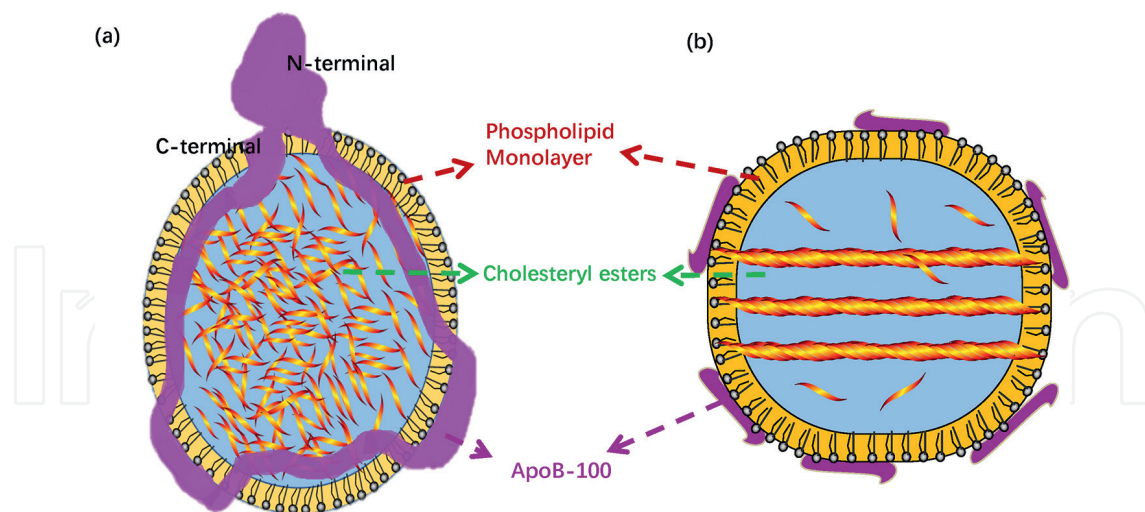 (a)
(b)
N-terminal
C-terminal
Phospholipid
Monolayer
Cholesteryl esters
ApoB-100